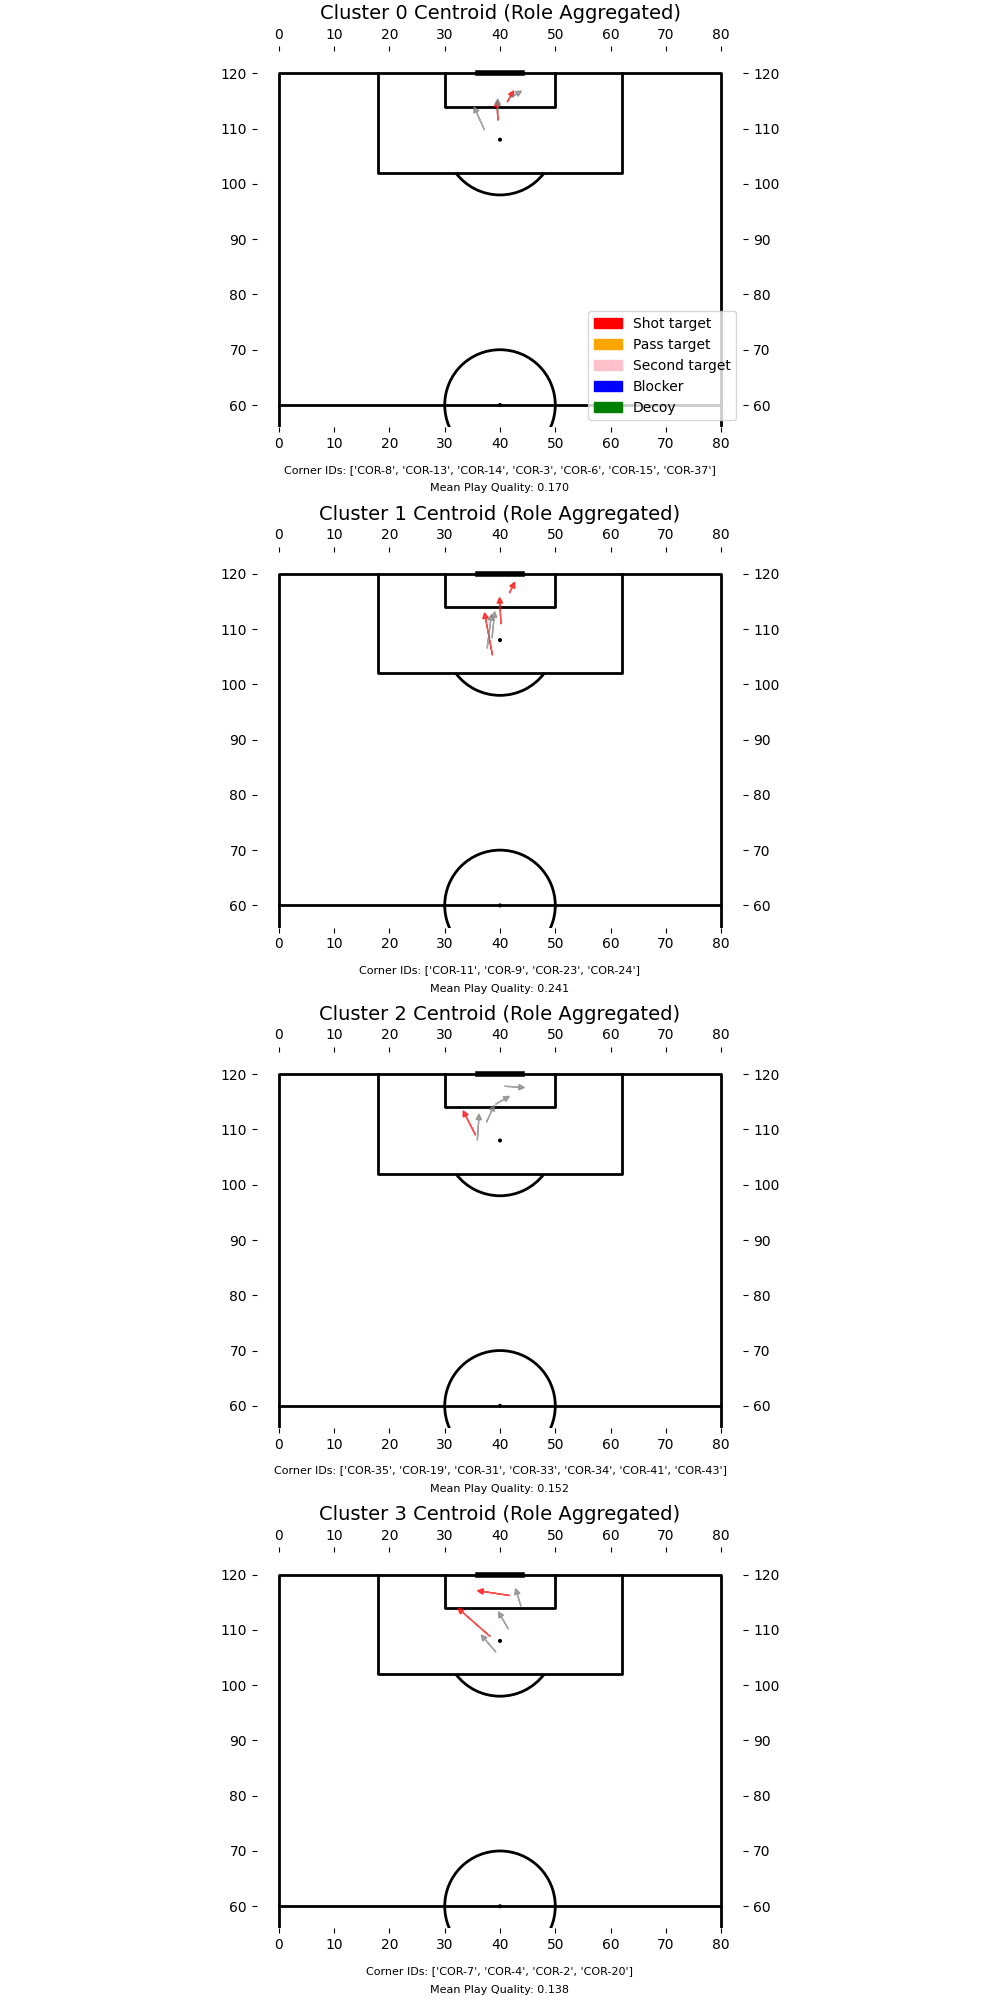 Cluster 0 Centroid (Role Aggregated)
0 10 20 30 40 50 60 70 80
120 120
110 110
100 100
90 90
80 80
Shot target
Pass target
70 70
Second target
Blocker
60 Decoy 60
0 10 20 30 40 50 60 70 80
Corner IDs: ['COR-8', 'COR-13', 'COR-14', 'COR-3', 'COR-6', 'COR-15', 'COR-37']
Mean Play Quality: 0.170
Cluster 1 Centroid (Role Aggregated)
0 10 20 30 40 50 60 70 80
120 120
110 110
100 100
90 90
80 80
70 70
60 60
0 10 20 30 40 50 60 70 80
Corner IDs: ['COR-11', 'COR-9', 'COR-23', 'COR-24']
Mean Play Quality: 0.241
Cluster 2 Centroid (Role Aggregated)
0 10 20 30 40 50 60 70 80
120 120
110 110
100 100
90 90
80 80
70 70
60 60
0 10 20 30 40 50 60 70 80
Corner IDs: ['COR-35', 'COR-19', 'COR-31', 'COR-33', 'COR-34', 'COR-41', 'COR-43']
Mean Play Quality: 0.152
Cluster 3 Centroid (Role Aggregated)
0 10 20 30 40 50 60 70 80
120 120
110 110
100 100
90 90
80 80
70 70
60 60
0 10 20 30 40 50 60 70 80
Corner IDs: ['COR-7', 'COR-4', 'COR-2', 'COR-20']
Mean Play Quality: 0.138